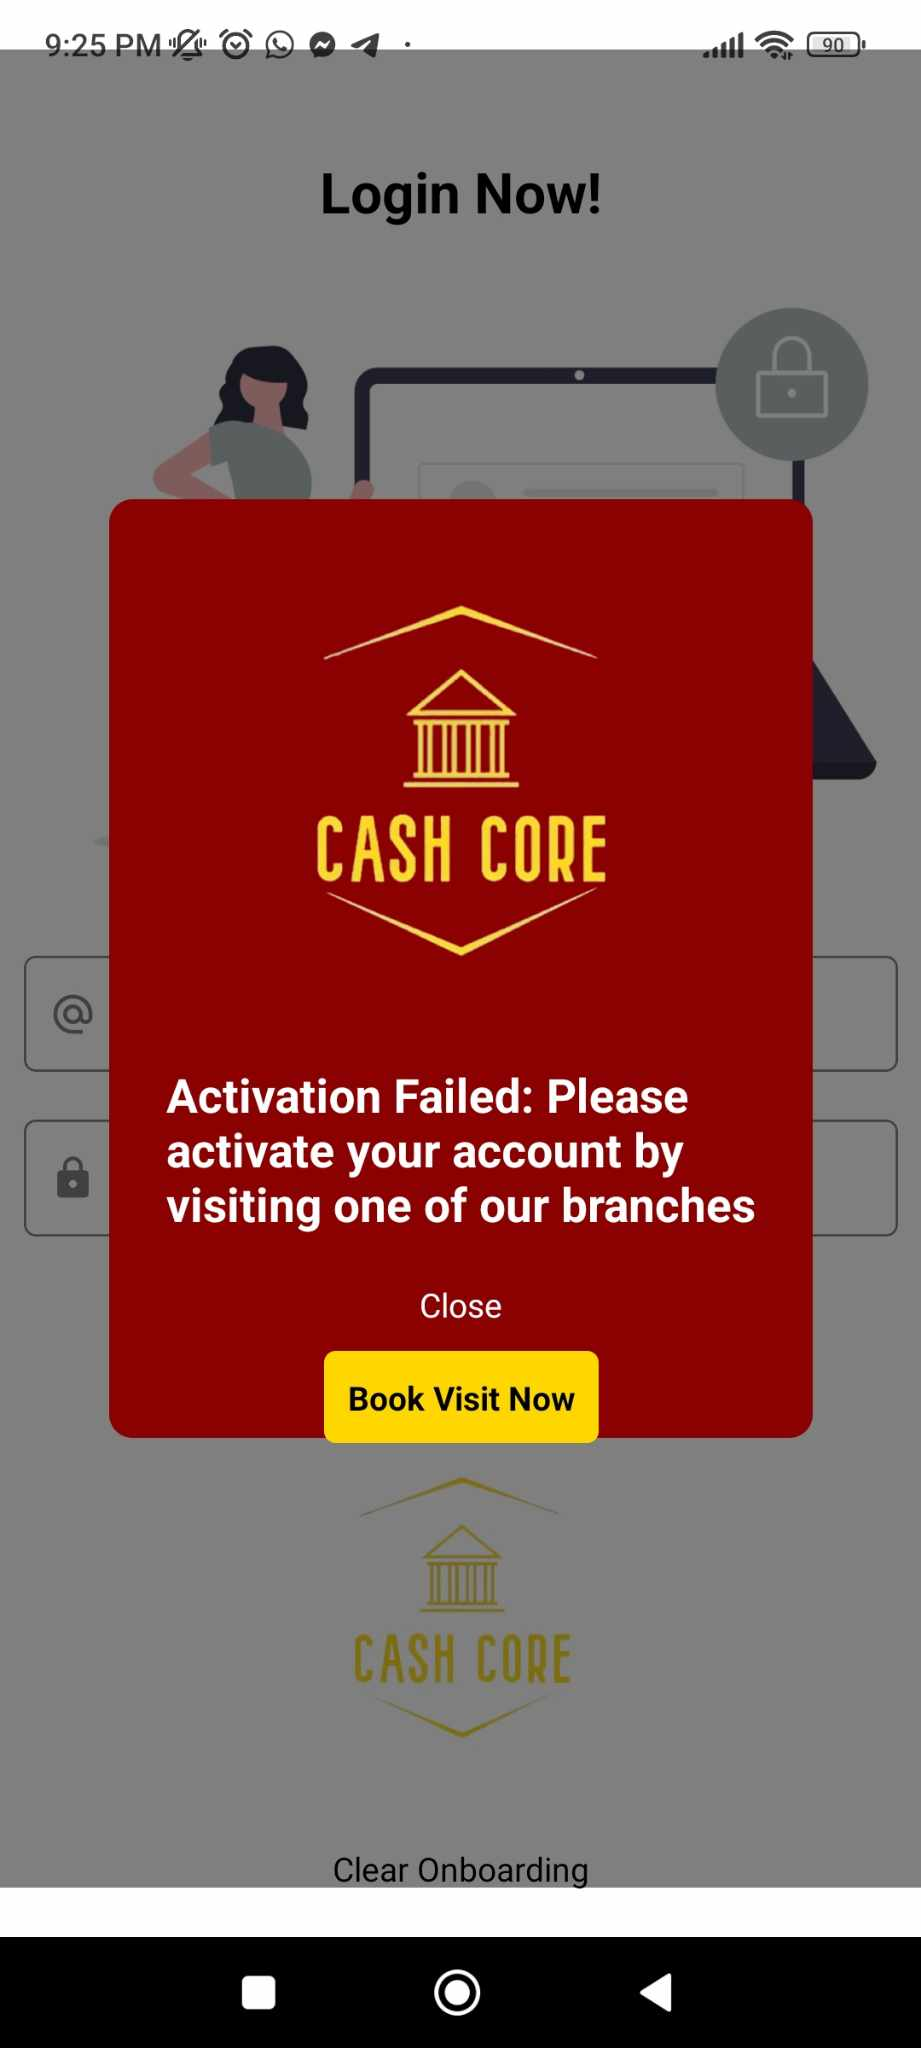 9:25 PM
90
Login Now!
CASH CORE
Activation Failed: Please
activate your account by
visiting one of our branches
Close
Book Visit Now
CASH CORE
Clear Onboarding